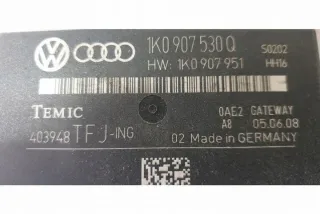 1K0 907 530 Q S0202
HW: 1K0 907 951 HH16
TEMIC 0AE2 GATEWAY
403948 TFJ-ING A8 05.06.08
02 Made in GERMANY